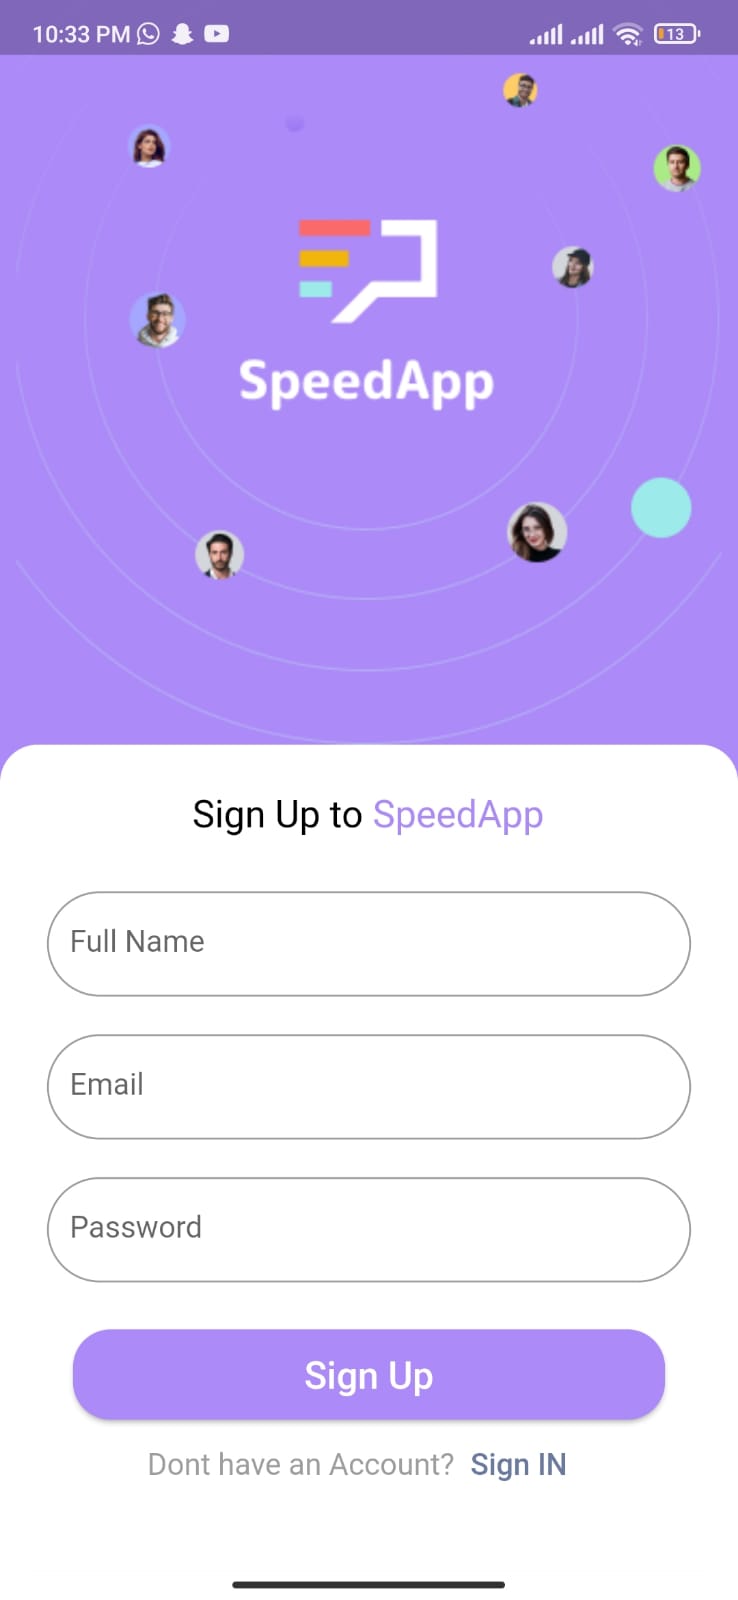 10:33 PM
13
SpeedApp
Sign Up to SpeedApp
Full Name
Email
Password
Sign Up
Dont have an Account? Sign IN